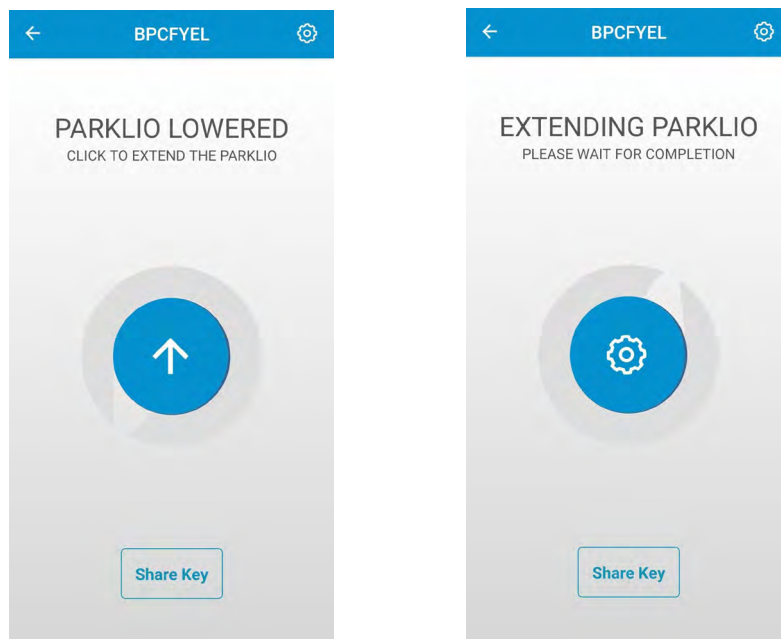 BPCFYEL
PARKLIO LOWERED
CLICK TO EXTEND THE PARKLIO
Share Key
BPCFYEL
EXTENDING PARKLIO
PLEASE WAIT FOR COMPLETION
Share Key